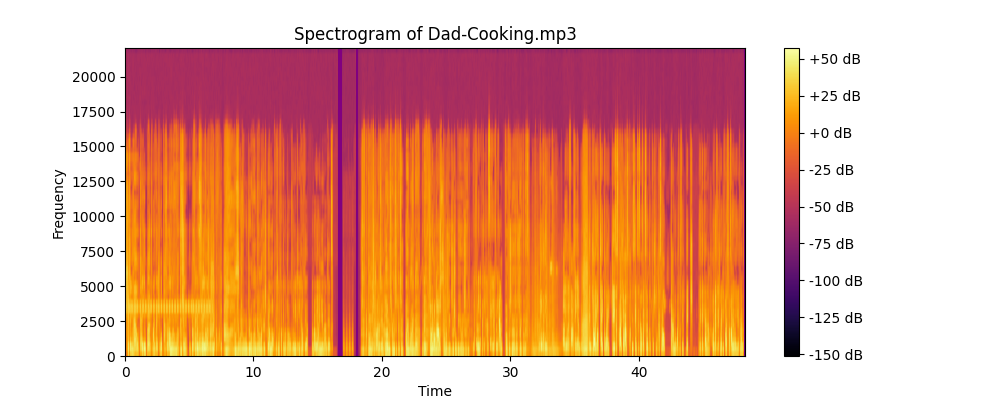 Spectrogram of Dad-Cooking.mp3
Frequency
20000
17500
15000
12500
10000
7500
5000
2500
0
0 10 20 30 40
Time
+50 dB
+25 dB
+0 dB
-25 dB
-50 dB
-75 dB
-100 dB
-125 dB
-150 dB